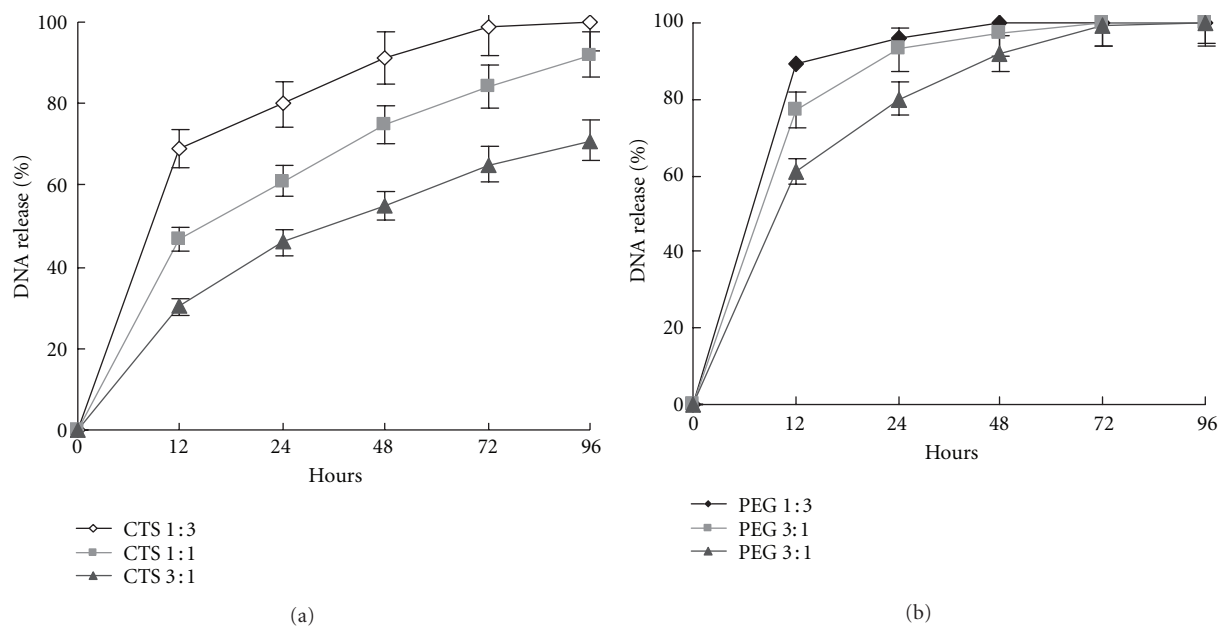 100
80
60
40
20
0
DNA release (%)
0 12 24 48 72 96
Hours
CTS 1:3
CTS 1:1
CTS 3:1
(a)
100
80
60
40
20
0
DNA release (%)
0 12 24 48 72 96
Hours
PEG 1:3
PEG 3:1
PEG 3:1
(b)